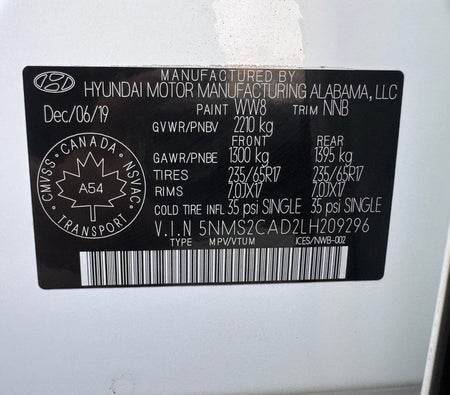 MANUFACTURED BY
HYUNDAI MOTOR MANUFACTURING ALABAMA, LLC
Dec/06/19
PAINT WW8 TRIM NNB
GVWR/PNBV 2210 kg
FRONT REAR
GAWR/PNBE 1300 kg 1395 kg
TIRES 235/65R17 235/65R17
RIMS 7.0JX17 7.0JX17
COLD TIRE INFL 35 psi SINGLE 35 psi SINGLE
V.I.N 5NMS2CAD2LH209296
TYPE MPV/VTUM ICES/NWB-002
CMVSS CANADA NSVAC
A54
TRANSPORT